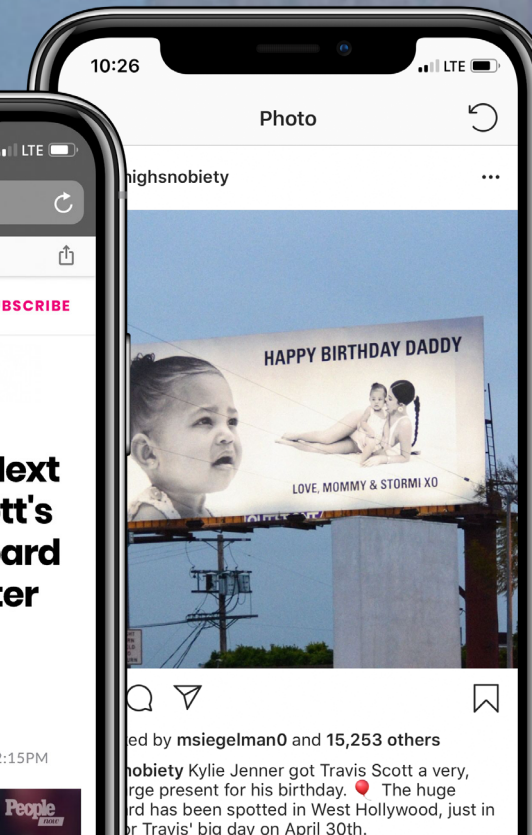 10:26
LTE
Photo
highsnobiety
HAPPY BIRTHDAY DADDY
LOVE, MOMMY & STORMI XO
ed by msiegelman0 and 15,253 others
nobiety Kylie Jenner got Travis Scott a very,
rge present for his birthday. 🎈 The huge
rd has been spotted in West Hollywood, just in
or Travis' big day on April 30th.
LTE
BSCRIBE
ext
tt's
ard
ter
:15PM
People
now